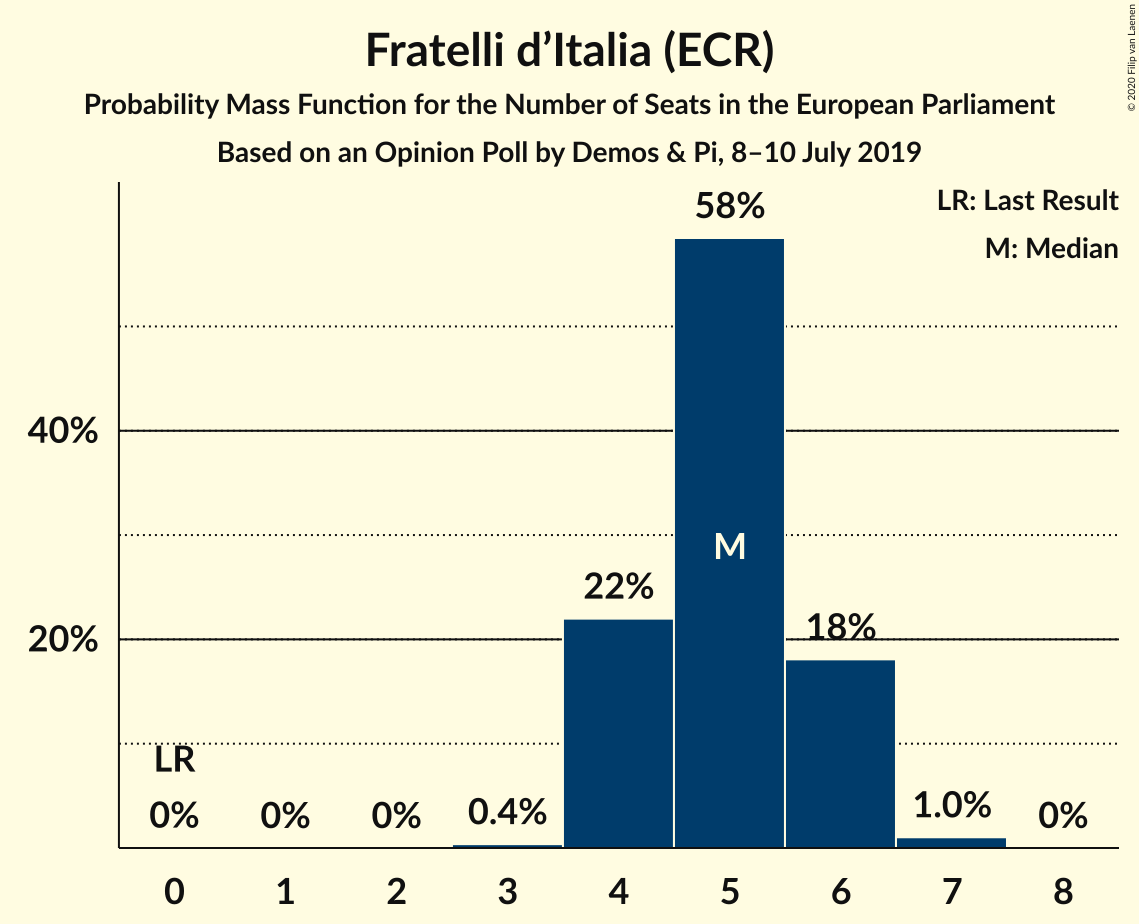 Fratelli d’Italia (ECR)
Probability Mass Function for the Number of Seats in the European Parliament
Based on an Opinion Poll by Demos & Pi, 8–10 July 2019
© 2020 Filip van Laenen
LR: Last Result
M: Median
58%
40%
M
22%
20%
18%
LR
0%
0%
0%
0.4%
1.0%
0%
0 1 2 3 4 5 6 7 8